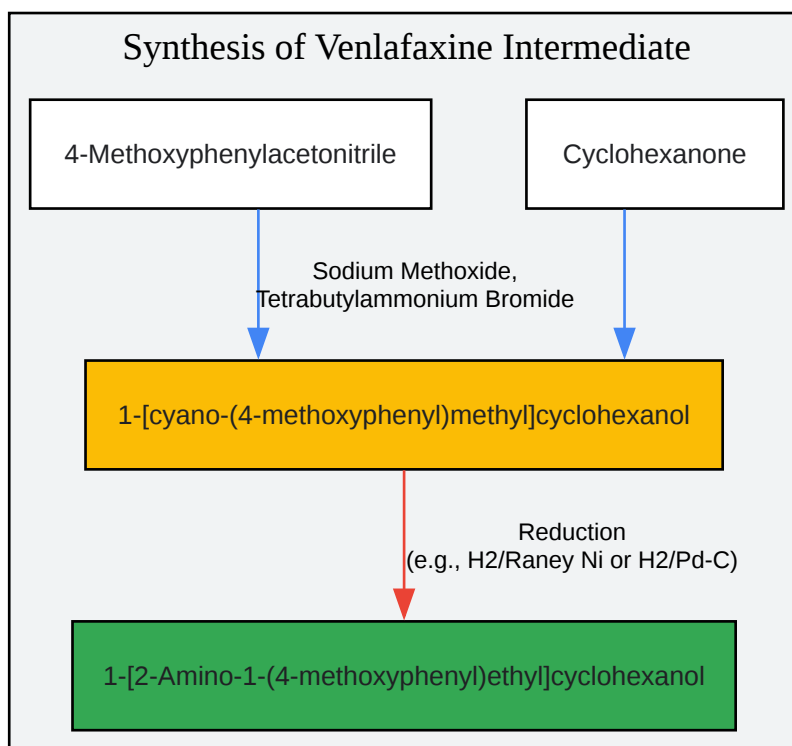 Synthesis of Venlafaxine Intermediate
4-Methoxyphenylacetonitrile
Cyclohexanone
Sodium Methoxide,
Tetrabutylammonium Bromide
1-[cyano-(4-methoxyphenyl)methyl]cyclohexanol
Reduction
(e.g., H2/Raney Ni or H2/Pd-C)
1-[2-Amino-1-(4-methoxyphenyl)ethyl]cyclohexanol